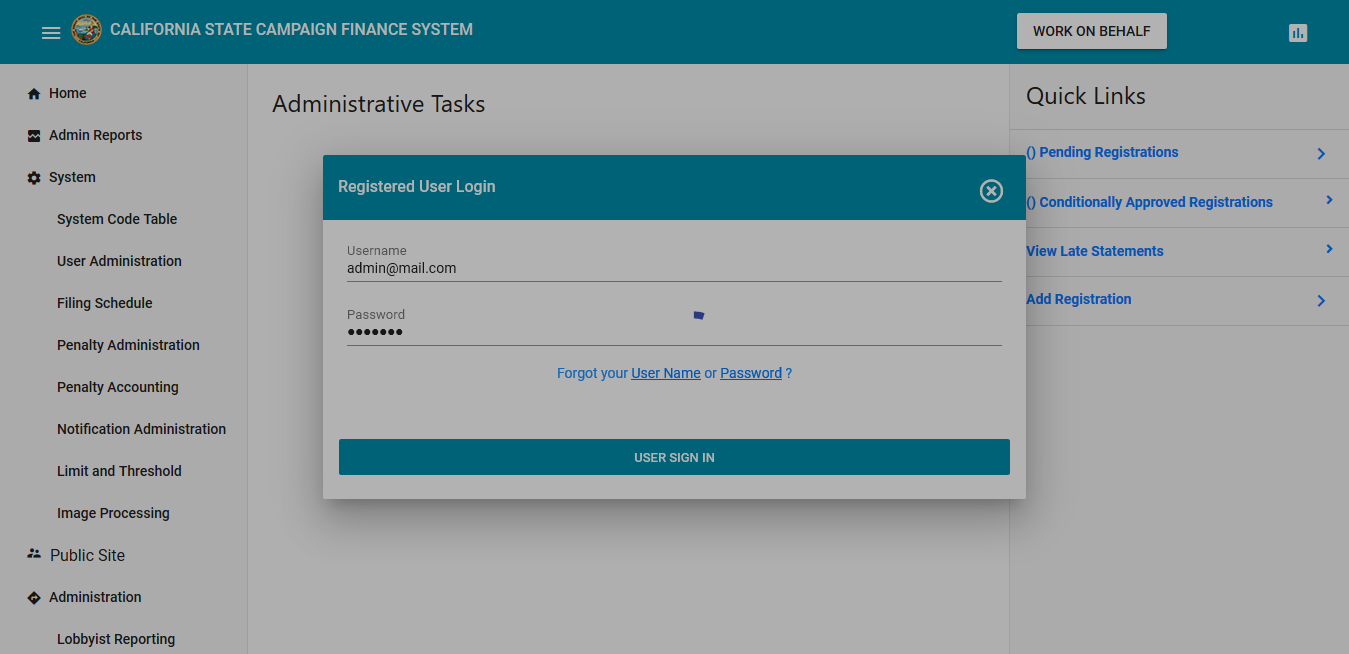 CALIFORNIA STATE CAMPAIGN FINANCE SYSTEM
WORK ON BEHALF
Home
Admin Reports
System
System Code Table
User Administration
Filing Schedule
Penalty Administration
Penalty Accounting
Notification Administration
Limit and Threshold
Image Processing
Public Site
Administration
Lobbyist Reporting
Administrative Tasks
Registered User Login
Username
admin@mail.com
Password
•••••••
Forgot your User Name or Password ?
USER SIGN IN
Quick Links
() Pending Registrations
() Conditionally Approved Registrations
View Late Statements
Add Registration